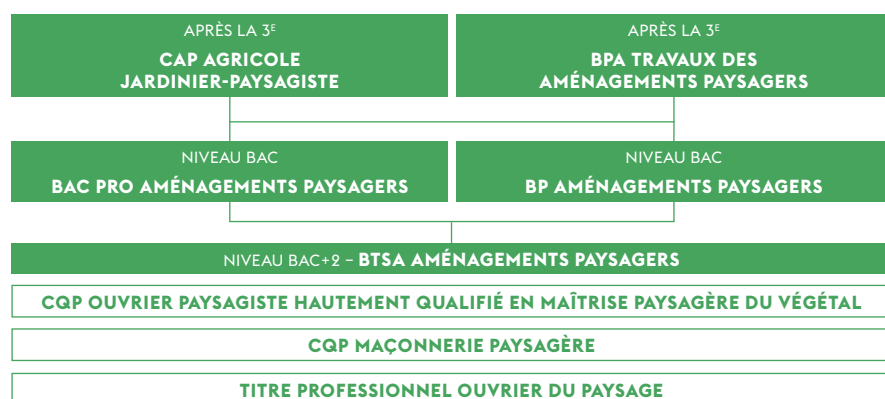 APRÈS LA 3ᴱ
CAP AGRICOLE
JARDINIER-PAYSAGISTE
APRÈS LA 3ᴱ
BPA TRAVAUX DES
AMÉNAGEMENTS PAYSAGERS
NIVEAU BAC
BAC PRO AMÉNAGEMENTS PAYSAGERS
NIVEAU BAC
BP AMÉNAGEMENTS PAYSAGERS
NIVEAU BAC+2 – BTSA AMÉNAGEMENTS PAYSAGERS
CQP OUVRIER PAYSAGISTE HAUTEMENT QUALIFIÉ EN MAÎTRISE PAYSAGÈRE DU VÉGÉTAL
CQP MAÇONNERIE PAYSAGÈRE
TITRE PROFESSIONNEL OUVRIER DU PAYSAGE